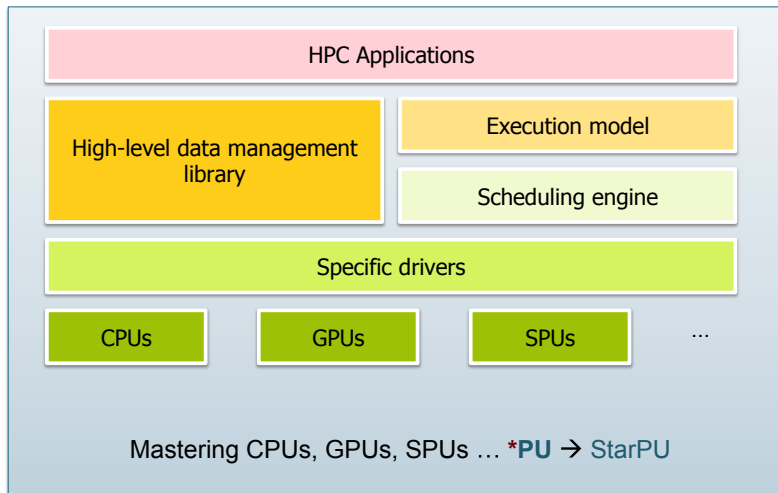 HPC Applications
High-level data management
library
Execution model
Scheduling engine
Specific drivers
CPUs
GPUs
SPUs
...
Mastering CPUs, GPUs, SPUs … *PU → StarPU